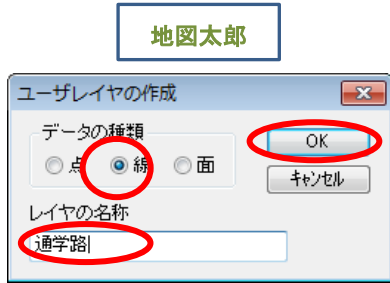 地図太郎
ユーザレイヤの作成
データの種類
点 線 面
OK
キャンセル
レイヤの名称
通学路